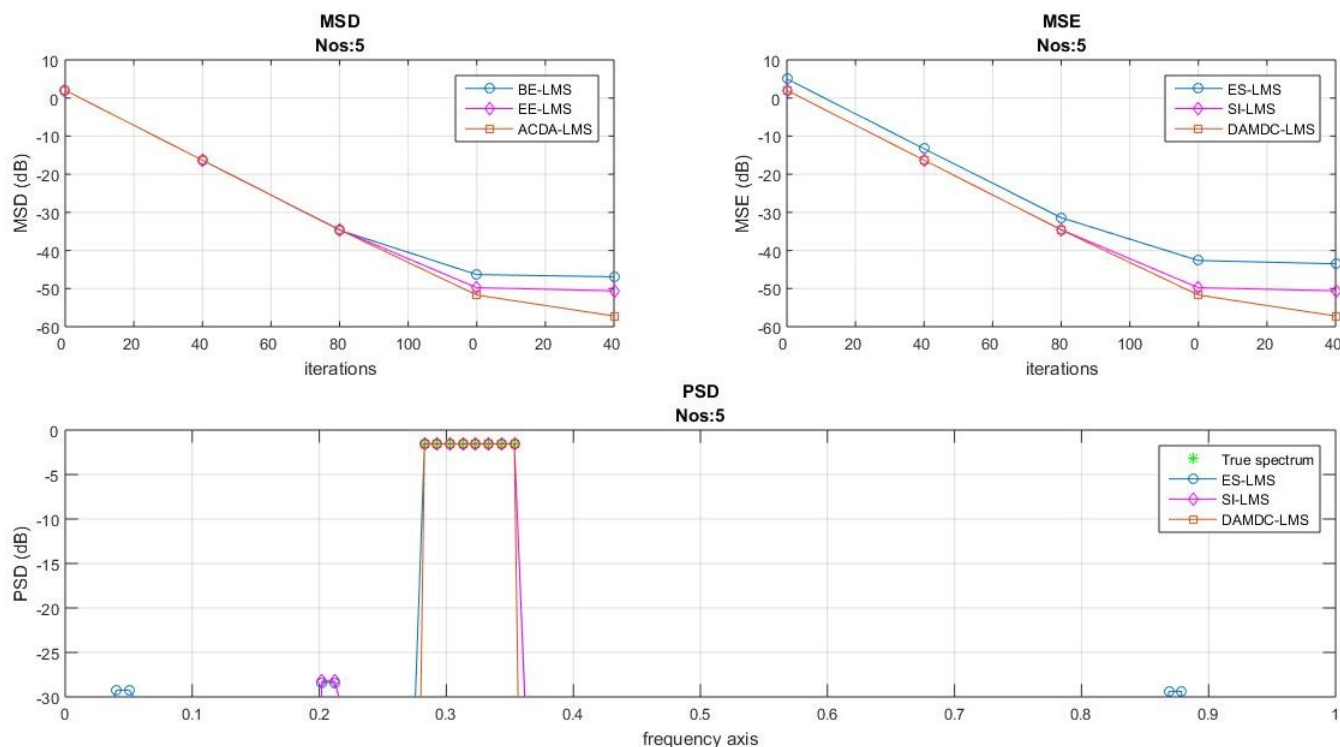 MSD
Nos:5
MSD (dB)
10
0
-10
-20
-30
-40
-50
-60
BE-LMS
EE-LMS
ACDA-LMS
0 20 40 60 80 100 0 20 40
iterations
MSE
Nos:5
MSE (dB)
10
0
-10
-20
-30
-40
-50
-60
ES-LMS
SI-LMS
DAMDC-LMS
20 40 60 80 100 0 20 40
iterations
PSD
Nos:5
PSD (dB)
0
-5
-10
-15
-20
-25
-30
True spectrum
ES-LMS
SI-LMS
DAMDC-LMS
0 0.1 0.2 0.3 0.4 0.5 0.6 0.7 0.8 0.9 1
frequency axis